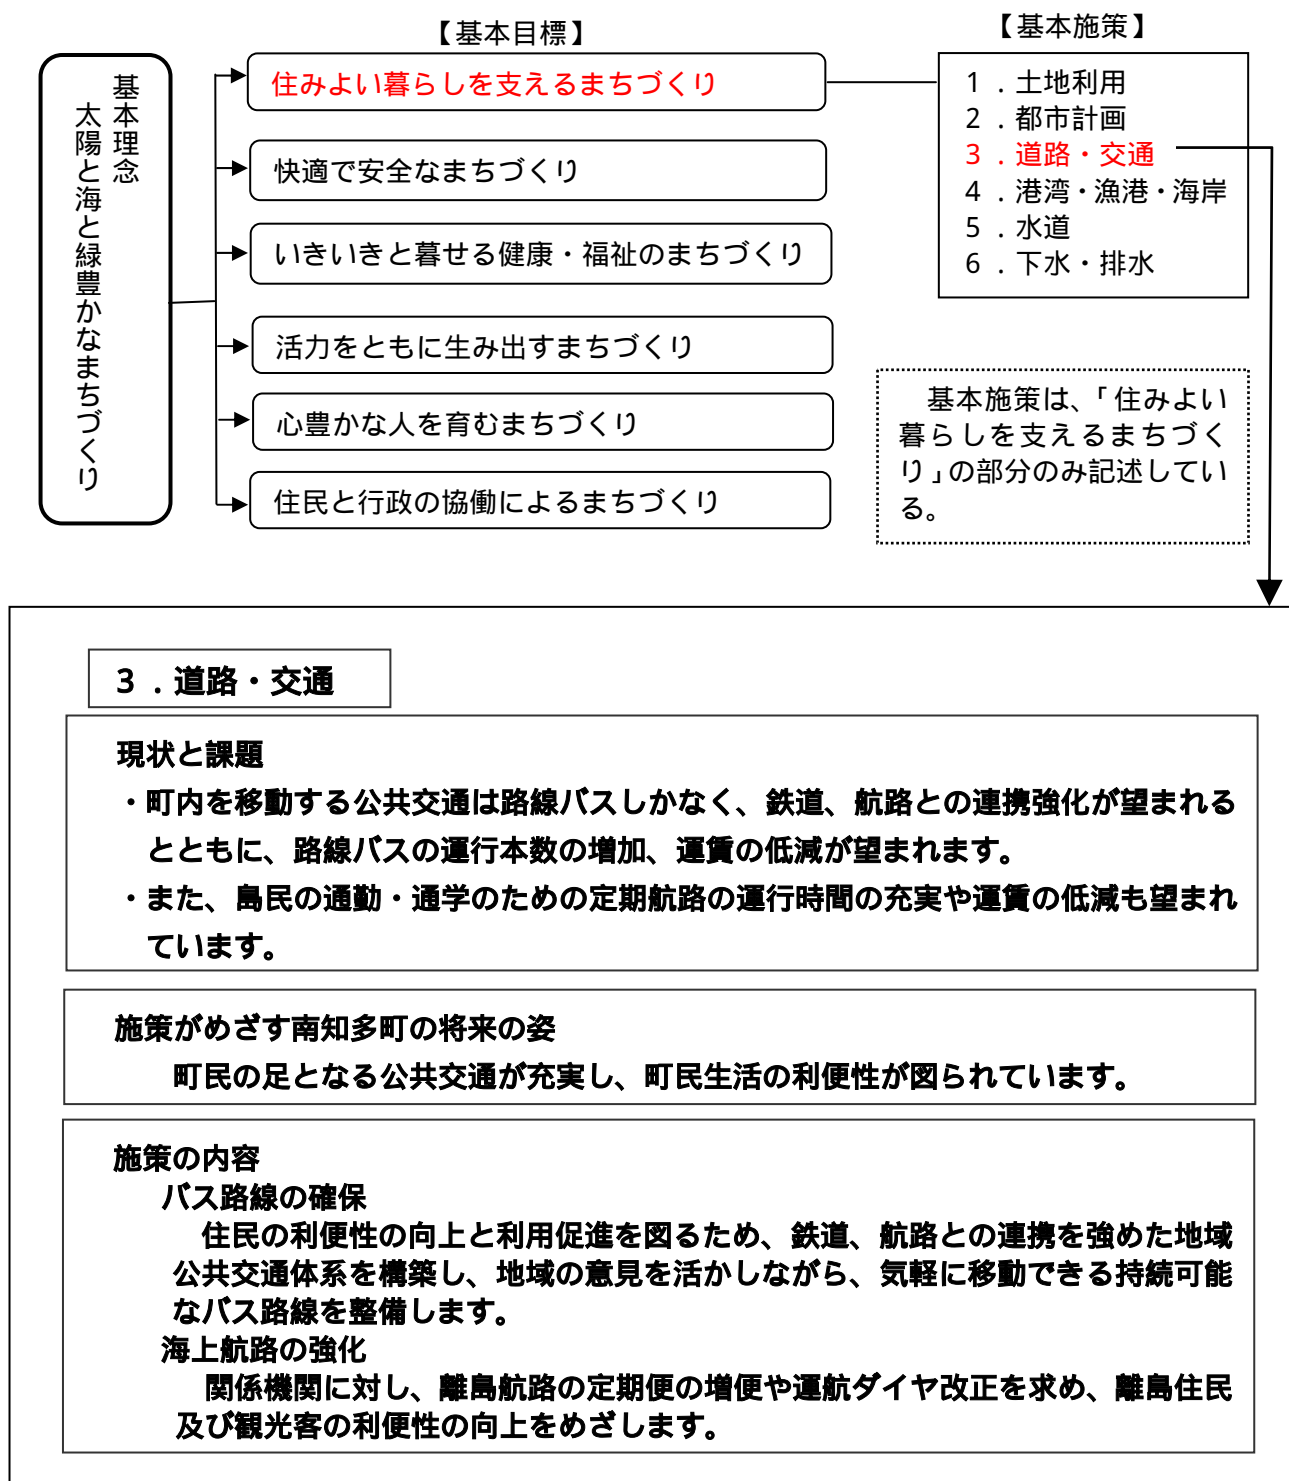 【基本目標】
【基本施策】
基本理念
太陽と海と緑豊かなまちづくり
住みよい暮らしを支えるまちづくり
快適で安全なまちづくり
いきいきと暮せる健康・福祉のまちづくり
活力をともに生み出すまちづくり
心豊かな人を育むまちづくり
住民と行政の協働によるまちづくり
1．土地利用
2．都市計画
3．道路・交通
4．港湾・漁港・海岸
5．水道
6．下水・排水
基本施策は、「住みよい
暮らしを支えるまちづく
り」の部分のみ記述してい
る。
3．道路・交通
現状と課題
・町内を移動する公共交通は路線バスしかなく、鉄道、航路との連携強化が望まれる
とともに、路線バスの運行本数の増加、運賃の低減が望まれます。
・また、島民の通勤・通学のための定期航路の運行時間の充実や運賃の低減も望まれ
ています。
施策がめざす南知多町の将来の姿
町民の足となる公共交通が充実し、町民生活の利便性が図られています。
施策の内容
バス路線の確保
住民の利便性の向上と利用促進を図るため、鉄道、航路との連携を強めた地域
公共交通体系を構築し、地域の意見を活かしながら、気軽に移動できる持続可能
なバス路線を整備します。
海上航路の強化
関係機関に対し、離島航路の定期便の増便や運航ダイヤ改正を求め、離島住民
及び観光客の利便性の向上をめざします。